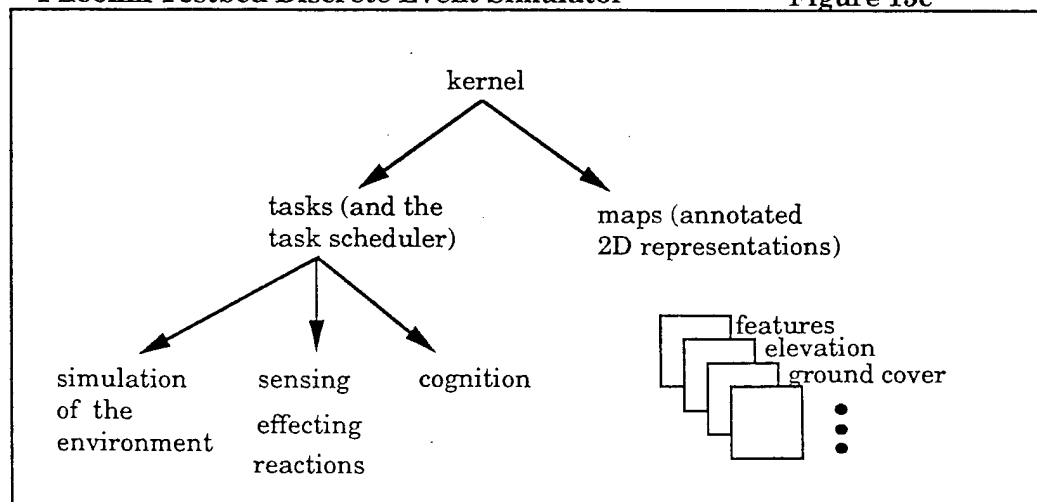 kernel
tasks (and the
task scheduler)
maps (annotated
2D representations)
features
elevation
ground cover
simulation
of the
environment
sensing
effecting
reactions
cognition